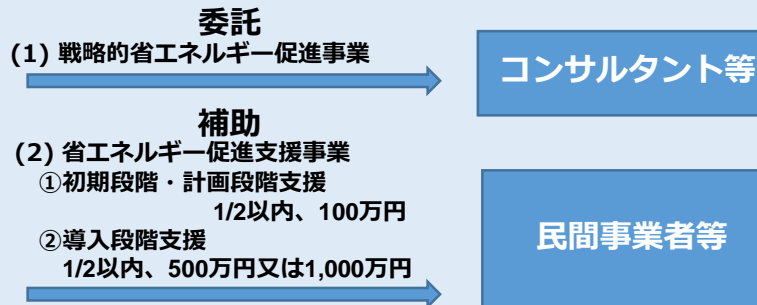 委託
(1) 戦略的省エネルギー促進事業
コンサルタント等
補助
(2) 省エネルギー促進支援事業
①初期段階・計画段階支援
1/2以内、100万円
②導入段階支援
1/2以内、500万円又は1,000万円
民間事業者等